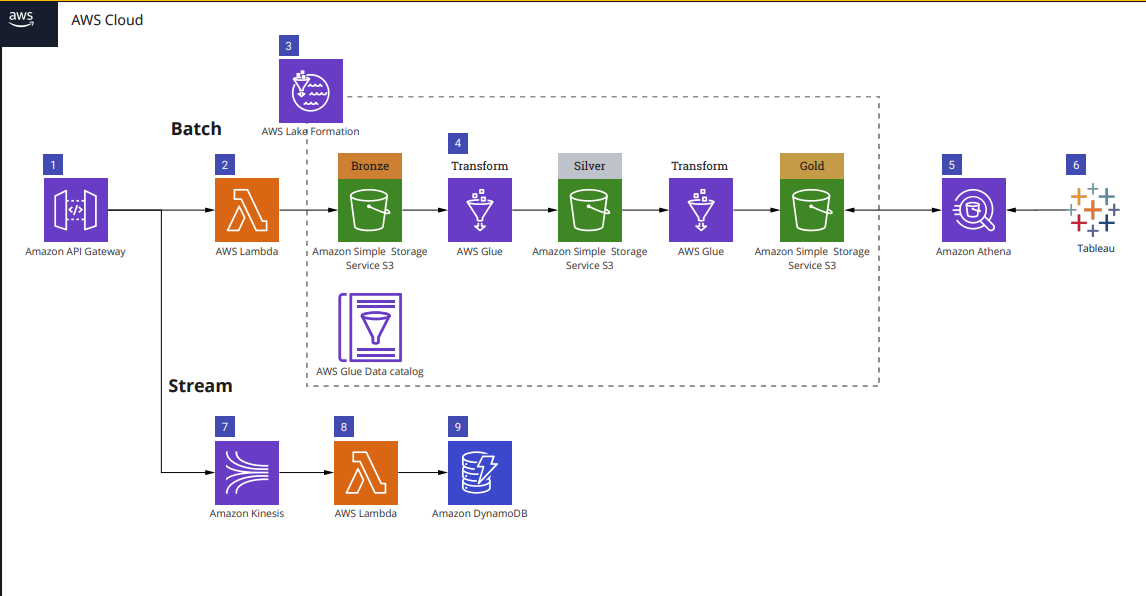 aws
AWS Cloud
3
AWS Lake Formation
Batch
4
1
2
Bronze
Transform
Silver
Transform
Gold
5
6
Amazon API Gateway
AWS Lambda
Amazon Simple Storage
Service S3
AWS Glue
Amazon Simple Storage
Service S3
AWS Glue
Amazon Simple Storage
Service S3
Amazon Athena
Tableau
AWS Glue Data catalog
Stream
7
8
9
Amazon Kinesis
AWS Lambda
Amazon DynamoDB